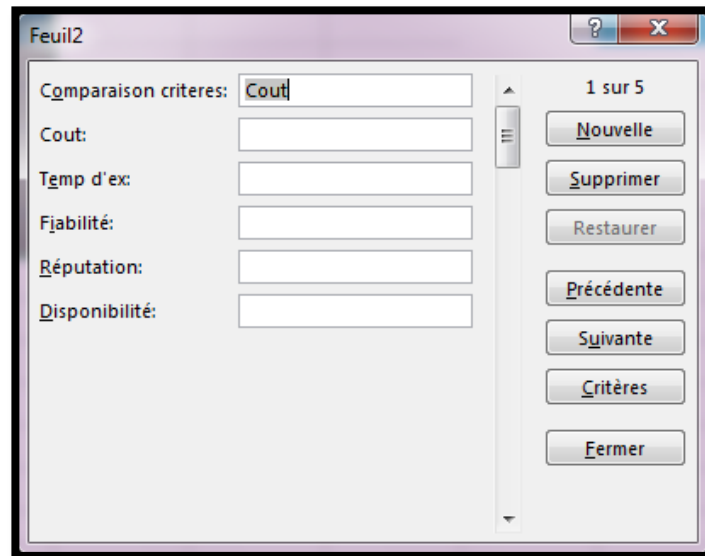 Feuil2
? X
Comparaison criteres: Cout
1 sur 5
Cout:
Nouvelle
Temp d'ex:
Supprimer
Fiabilité:
Restaurer
Réputation:
Précédente
Disponibilité:
Suivante
Critères
Fermer